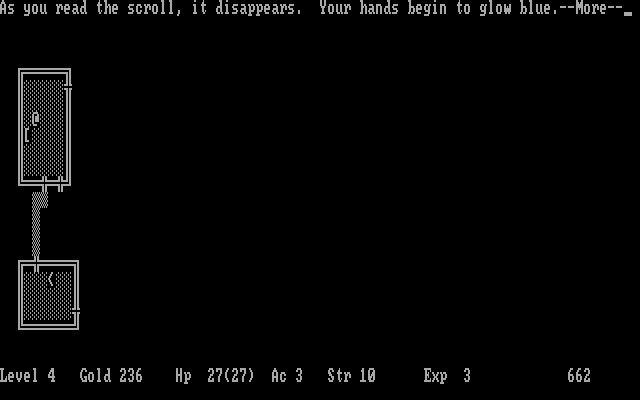 As you read the scroll, it disappears.  Your hands begin to glow blue.--More--_
@
[
<
Level 4   Gold 236    Hp  27(27)  Ac 3   Str 10      Exp  3            662